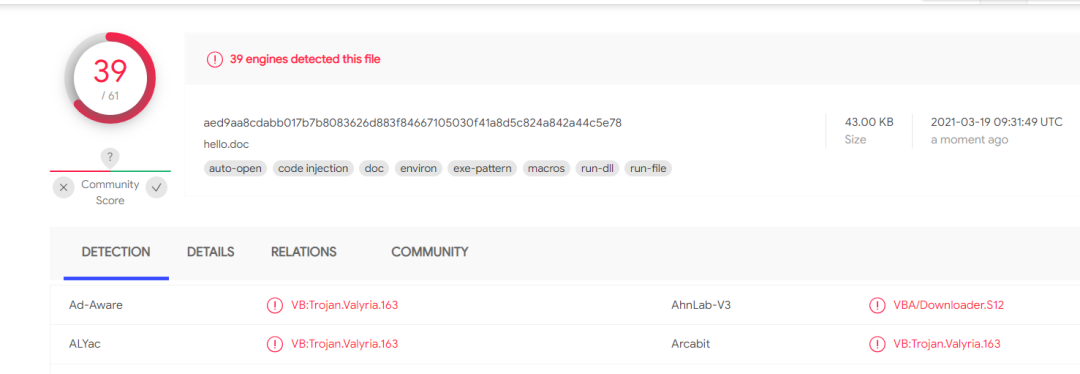 39
/ 61
39 engines detected this file
aed9aa8cdabb017b7b8083626d883f84667105030f41a8d5c824a842a44c5e78
hello.doc
43.00 KB
Size
2021-03-19 09:31:49 UTC
a moment ago
auto-open code injection doc environ exe-pattern macros run-dll run-file
?
Community
Score
DETECTION DETAILS RELATIONS COMMUNITY
Ad-Aware VB:Trojan.Valyria.163 AhnLab-V3 VBA/Downloader.S12
ALYac VB:Trojan.Valyria.163 Arcabit VB:Trojan.Valyria.163